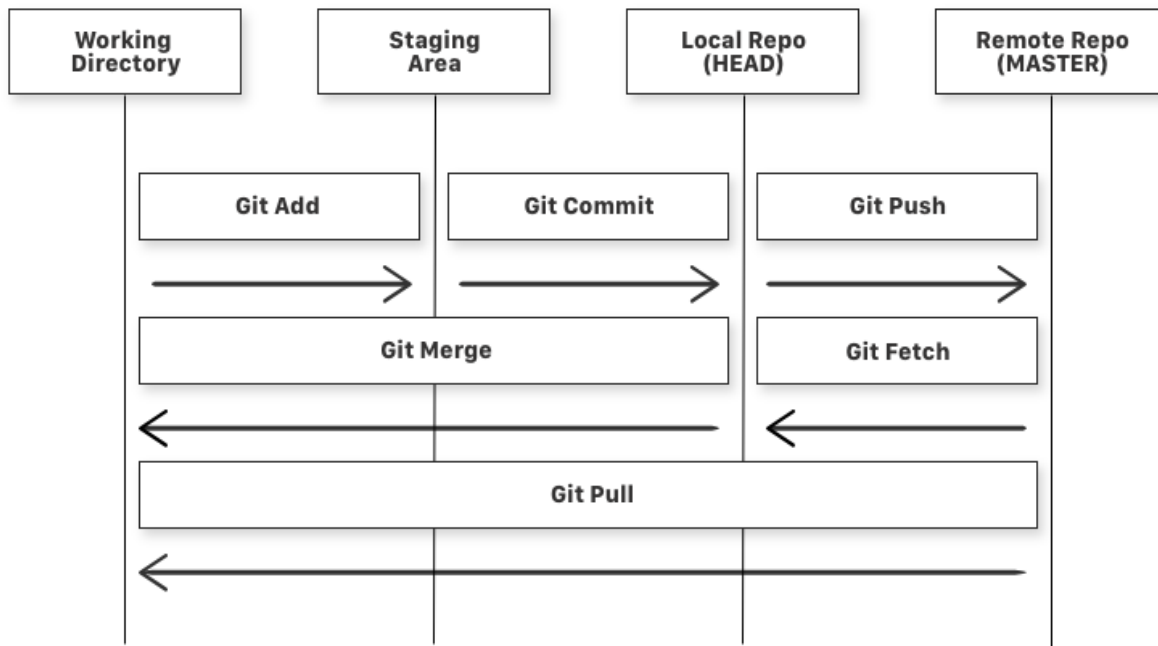 Working
Directory
Staging
Area
Local Repo
(HEAD)
Remote Repo
(MASTER)
Git Add
Git Commit
Git Push
Git Merge
Git Fetch
Git Pull